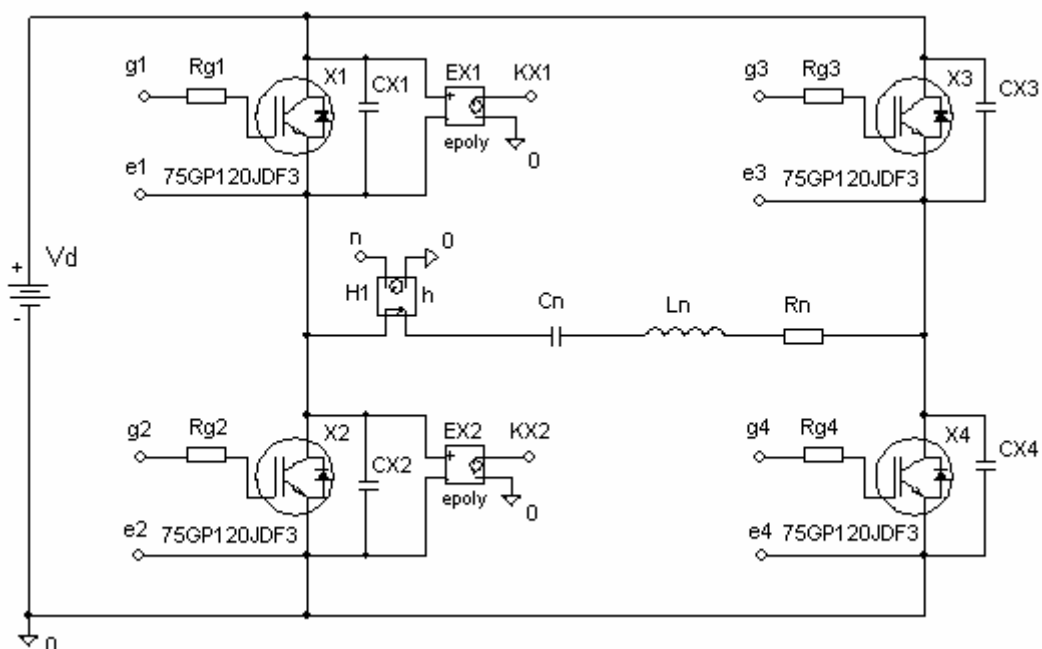 g1 Rg1 X1 CX1 EX1 KX1
+
-
epoly 0
e1 75GP120JDF3
g3 Rg3 X3 CX3
e3 75GP120JDF3
+ Vd
-
n 0
H1 h Cn Ln Rn
g2 Rg2 X2 CX2 EX2 KX2
+
-
epoly 0
e2 75GP120JDF3
g4 Rg4 X4 CX4
e4 75GP120JDF3
0